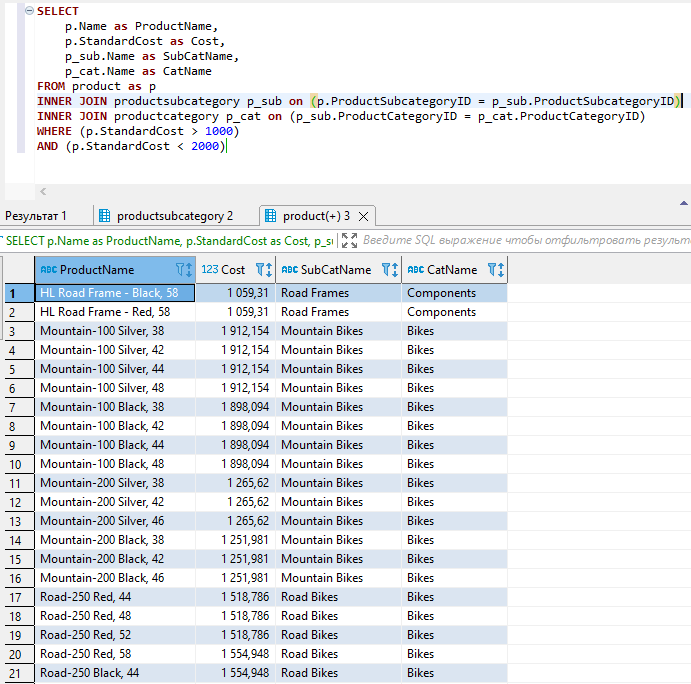 SELECT
p.Name as ProductName,
p.StandardCost as Cost,
p_sub.Name as SubCatName,
p_cat.Name as CatName
FROM product as p
INNER JOIN productsubcategory p_sub on (p.ProductSubcategoryID = p_sub.ProductSubcategoryID)
INNER JOIN productcategory p_cat on (p_sub.ProductCategoryID = p_cat.ProductCategoryID)
WHERE (p.StandardCost > 1000)
AND (p.StandardCost < 2000)
Результат 1 productsubcategory 2 product(+) 3
SELECT p.Name as ProductName, p.StandardCost as Cost, p_su Введите SQL выражение чтобы отфильтровать результ
ABC ProductName 123 Cost ABC SubCatName ABC CatName
1 HL Road Frame - Black, 58 1 059,31 Road Frames Components
2 HL Road Frame - Red, 58 1 059,31 Road Frames Components
3 Mountain-100 Silver, 38 1 912,154 Mountain Bikes Bikes
4 Mountain-100 Silver, 42 1 912,154 Mountain Bikes Bikes
5 Mountain-100 Silver, 44 1 912,154 Mountain Bikes Bikes
6 Mountain-100 Silver, 48 1 912,154 Mountain Bikes Bikes
7 Mountain-100 Black, 38 1 898,094 Mountain Bikes Bikes
8 Mountain-100 Black, 42 1 898,094 Mountain Bikes Bikes
9 Mountain-100 Black, 44 1 898,094 Mountain Bikes Bikes
10 Mountain-100 Black, 48 1 898,094 Mountain Bikes Bikes
11 Mountain-200 Silver, 38 1 265,62 Mountain Bikes Bikes
12 Mountain-200 Silver, 42 1 265,62 Mountain Bikes Bikes
13 Mountain-200 Silver, 46 1 265,62 Mountain Bikes Bikes
14 Mountain-200 Black, 38 1 251,981 Mountain Bikes Bikes
15 Mountain-200 Black, 42 1 251,981 Mountain Bikes Bikes
16 Mountain-200 Black, 46 1 251,981 Mountain Bikes Bikes
17 Road-250 Red, 44 1 518,786 Road Bikes Bikes
18 Road-250 Red, 48 1 518,786 Road Bikes Bikes
19 Road-250 Red, 52 1 518,786 Road Bikes Bikes
20 Road-250 Red, 58 1 554,948 Road Bikes Bikes
21 Road-250 Black, 44 1 554,948 Road Bikes Bikes